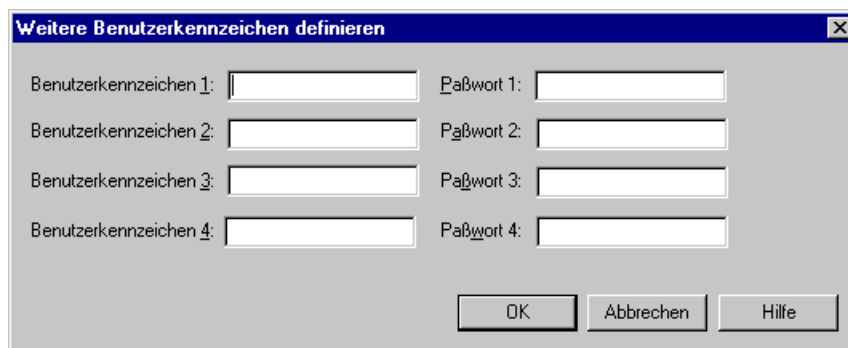 Weitere Benutzerkennzeichen definieren
Benutzerkennzeichen 1: Paßwort 1:
Benutzerkennzeichen 2: Paßwort 2:
Benutzerkennzeichen 3: Paßwort 3:
Benutzerkennzeichen 4: Paßwort 4:
OK Abbrechen Hilfe